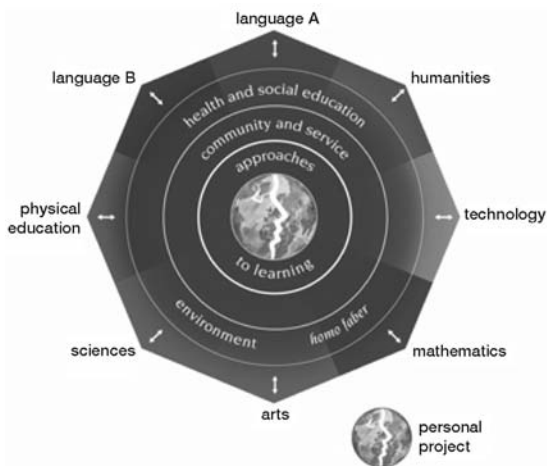 language A
language B
humanities
health and social education
community and service
approaches
physical
education
technology
to learning
environment
homo faber
sciences
mathematics
arts
personal
project